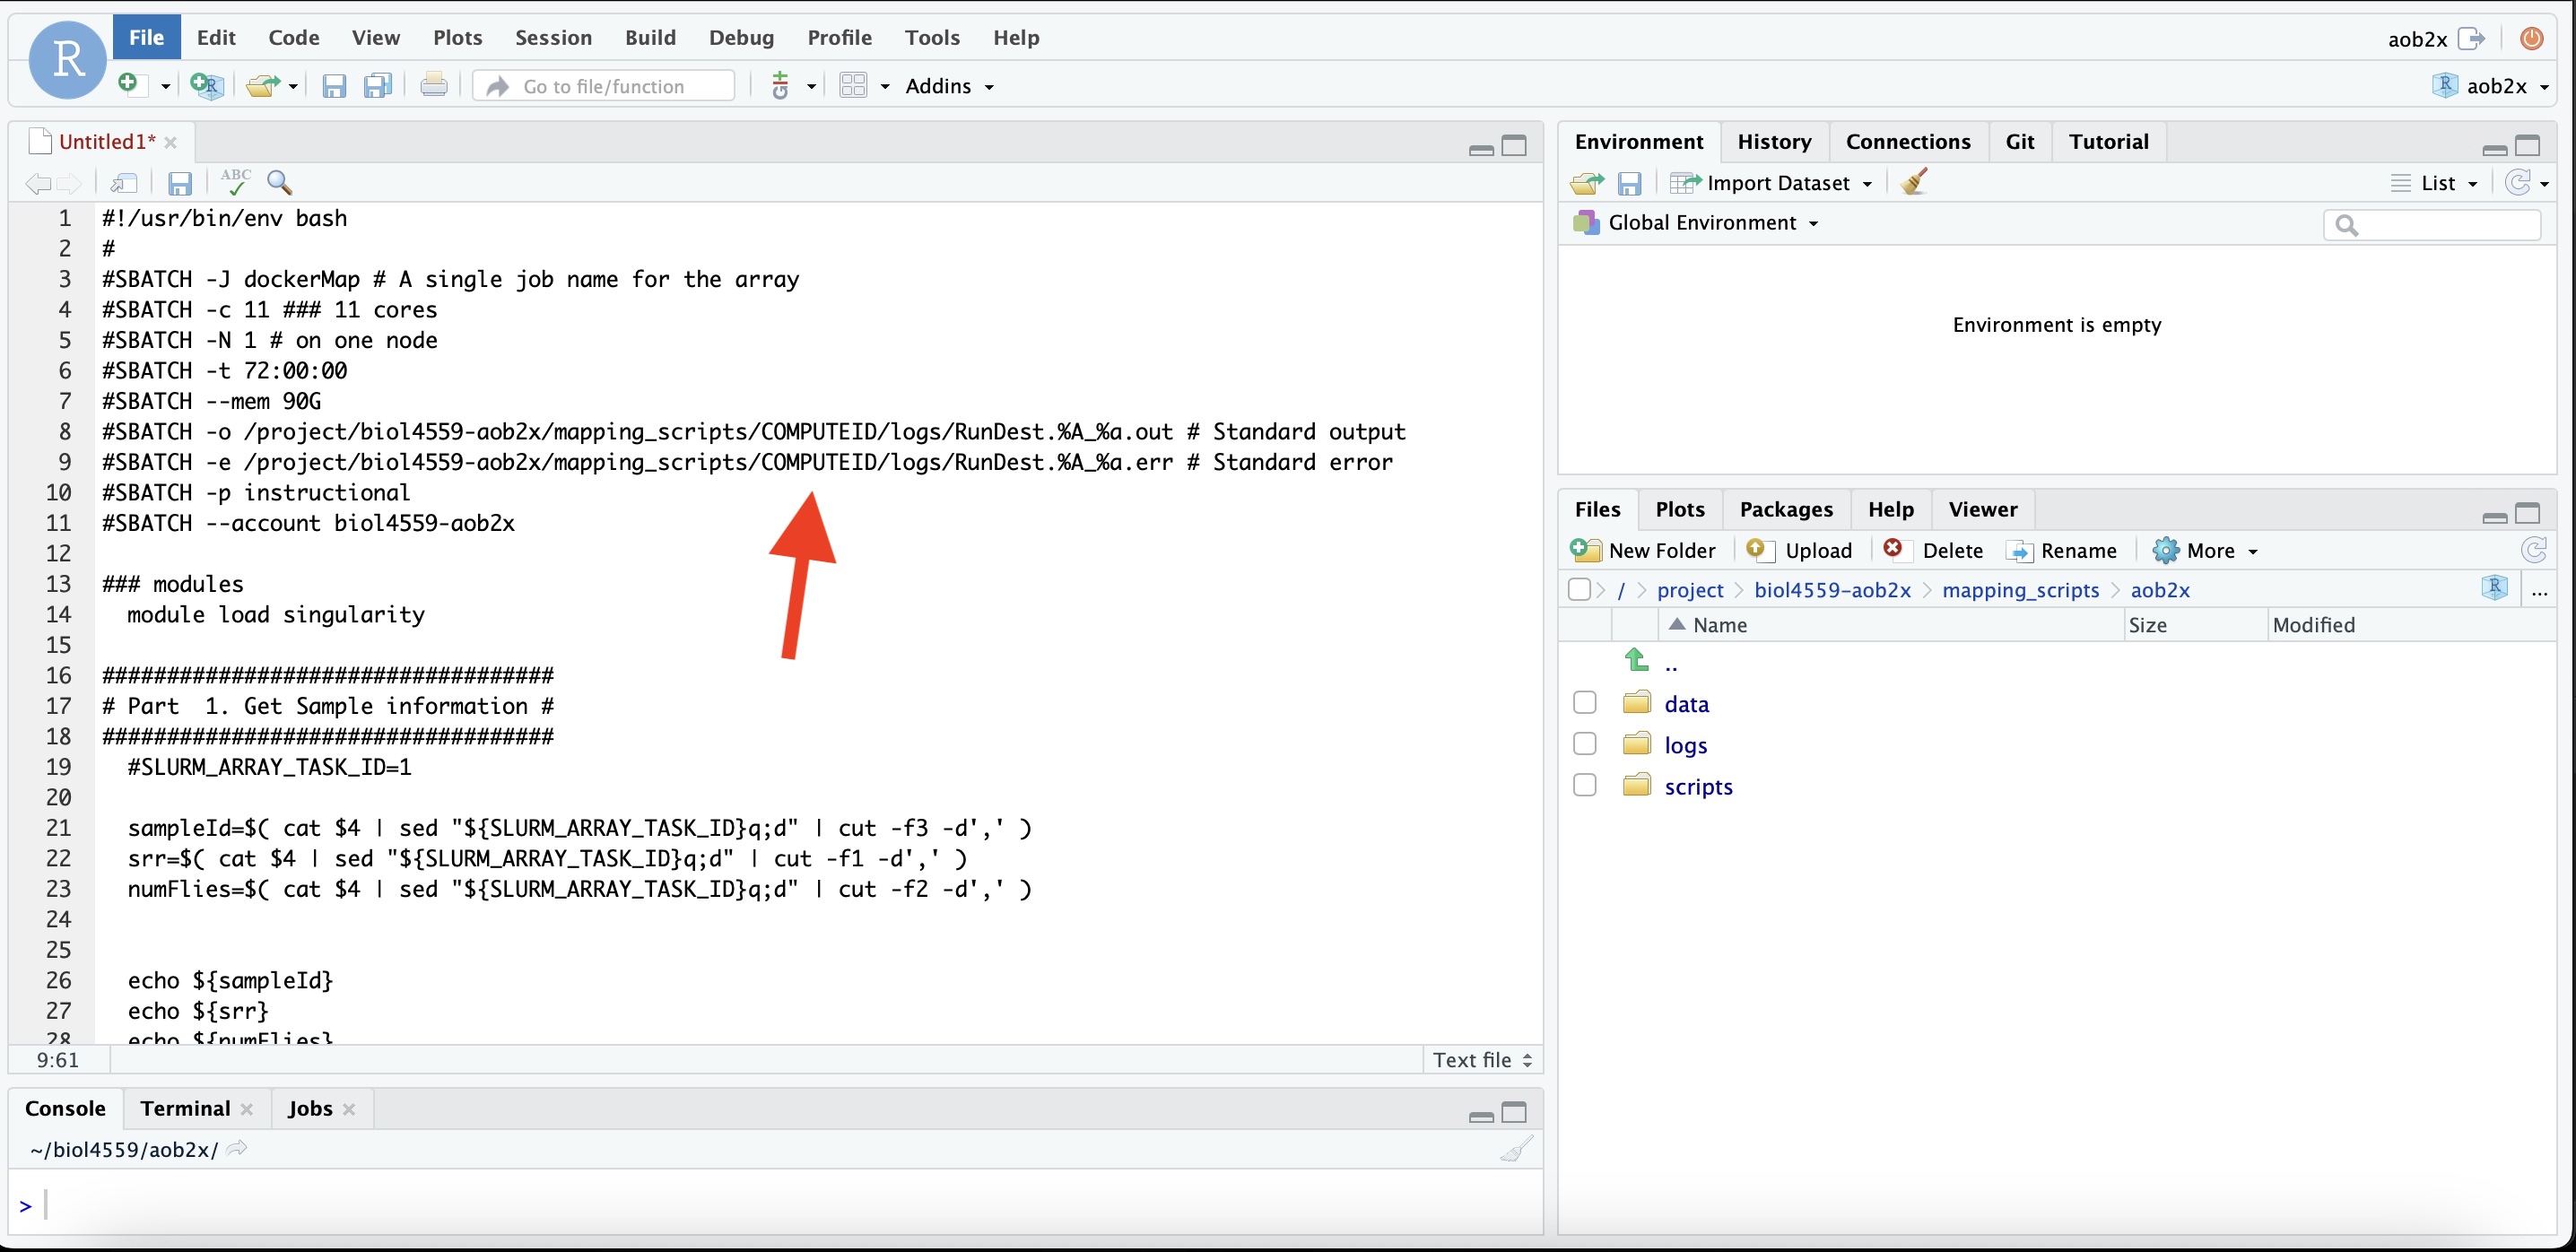 R File Edit Code View Plots Session Build Debug Profile Tools Help aob2x
Go to file/function Addins aob2x
Untitled1*
ABC
1 #!/usr/bin/env bash
2 #
3 #SBATCH -J dockerMap # A single job name for the array
4 #SBATCH -c 11 ### 11 cores
5 #SBATCH -N 1 # on one node
6 #SBATCH -t 72:00:00
7 #SBATCH --mem 90G
8 #SBATCH -o /project/biol4559-aob2x/mapping_scripts/COMPUTEID/logs/RunDest.%A_%a.out # Standard output
9 #SBATCH -e /project/biol4559-aob2x/mapping_scripts/COMPUTEID/logs/RunDest.%A_%a.err # Standard error
10 #SBATCH -p instructional
11 #SBATCH --account biol4559-aob2x
12
13 ### modules
14   module load singularity
15
16 ###################################
17 # Part  1. Get Sample information #
18 ###################################
19   #SLURM_ARRAY_TASK_ID=1
20
21   sampleId=$( cat $4 | sed "${SLURM_ARRAY_TASK_ID}q;d" | cut -f3 -d',' )
22   srr=$( cat $4 | sed "${SLURM_ARRAY_TASK_ID}q;d" | cut -f1 -d',' )
23   numFlies=$( cat $4 | sed "${SLURM_ARRAY_TASK_ID}q;d" | cut -f2 -d',' )
24
25
26   echo ${sampleId}
27   echo ${srr}
28   echo ${numFlies}
9:61 Text file
Console Terminal Jobs
~/biol4559/aob2x/
>
Environment History Connections Git Tutorial
Import Dataset List
Global Environment
Environment is empty
Files Plots Packages Help Viewer
New Folder Upload Delete Rename More
/ project biol4559-aob2x mapping_scripts aob2x ...
Name Size Modified
..
data
logs
scripts